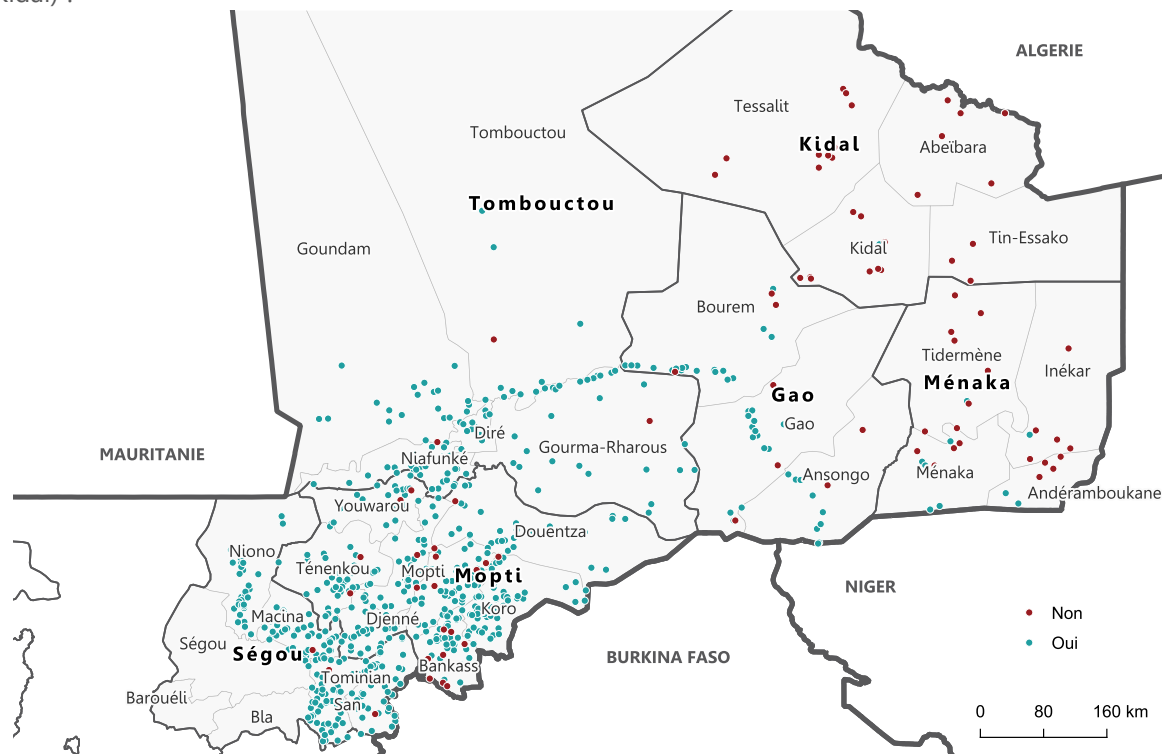 Kidal) ?
ALGERIE
Tessalit
Tombouctou
Kidal
Abeïbara
Tombouctou
Goundam
Kidal
Tin-Essako
Bourem
Tidermène
Inékar
Ménaka
Gao
Gao
Diré
Gourma-Rharous
MAURITANIE
Niafunké
Ménaka
Ansongo
Andéramboukane
Youwarou
Douentza
Niono
Ténenkou
Mopti
Mopti
NIGER
Koro
Non
Macina
Djenné
Oui
Ségou
Ségou
BURKINA FASO
Bankass
Tominian
Barouéli
San
Bla
0 80 160 km